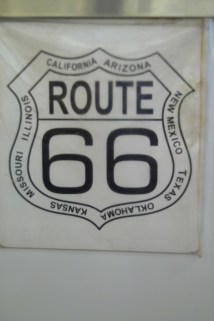 CALIFORNIA ARIZONA
NEW MEXICO
TEXAS
OKLAHOMA
KANSAS
MISSOURI
ILLINOIS
ROUTE
66